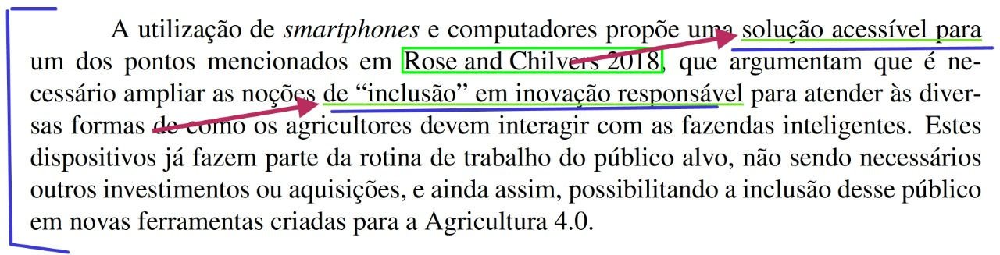 A utilização de smartphones e computadores propõe uma solução acessível para
um dos pontos mencionados em Rose and Chilvers 2018, que argumentam que é ne-
cessário ampliar as noções de “inclusão” em inovação responsável para atender às diver-
sas formas de como os agricultores devem interagir com as fazendas inteligentes. Estes
dispositivos já fazem parte da rotina de trabalho do público alvo, não sendo necessários
outros investimentos ou aquisições, e ainda assim, possibilitando a inclusão desse público
em novas ferramentas criadas para a Agricultura 4.0.